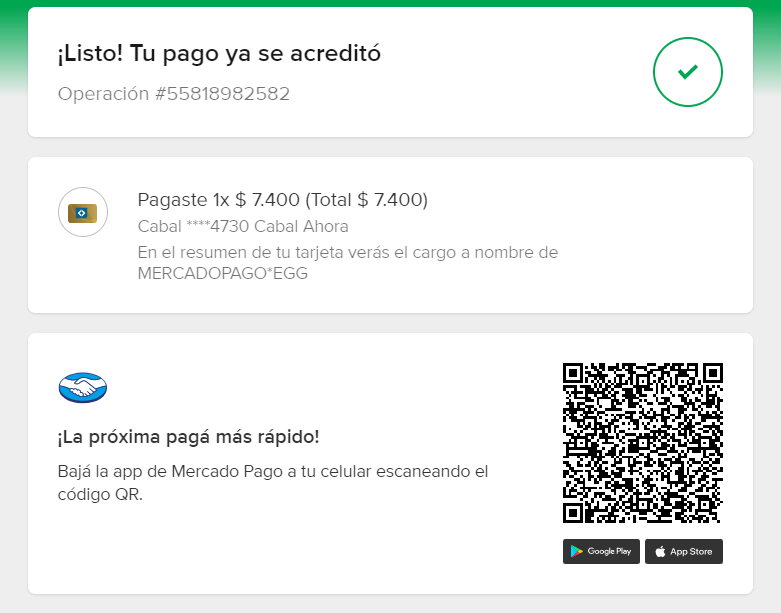 ¡Listo! Tu pago ya se acreditó
Operación #55818982582
Pagaste 1x $ 7.400 (Total $ 7.400)
Cabal ****4730 Cabal Ahora
En el resumen de tu tarjeta verás el cargo a nombre de
MERCADOPAGO*EGG
¡La próxima pagá más rápido!
Bajá la app de Mercado Pago a tu celular escaneando el
código QR.
Google Play
App Store